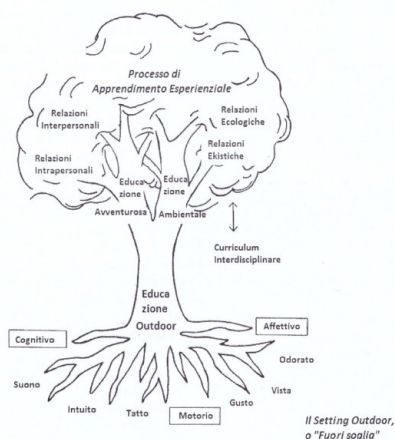 Processo di
Apprendimento Esperienziale
Relazioni
Interpersonali
Relazioni
Ecologiche
Relazioni
Intrapersonali
Relazioni
Ekistiche
Educa
zione
Avventurosa
Educa
zione
Ambientale
Curriculum
Interdisciplinare
Educa
zione
Outdoor
Cognitivo
Affettivo
Odorato
Suono
Vista
Intuito
Tatto
Motorio
Gusto
Il Setting Outdoor,
o "Fuori soglia"